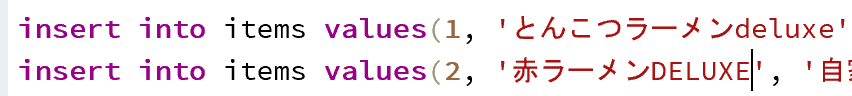 insert into items values(1, 'とんこつラーメンdeluxe'
insert into items values(2, '赤ラーメンDELUXE', '自